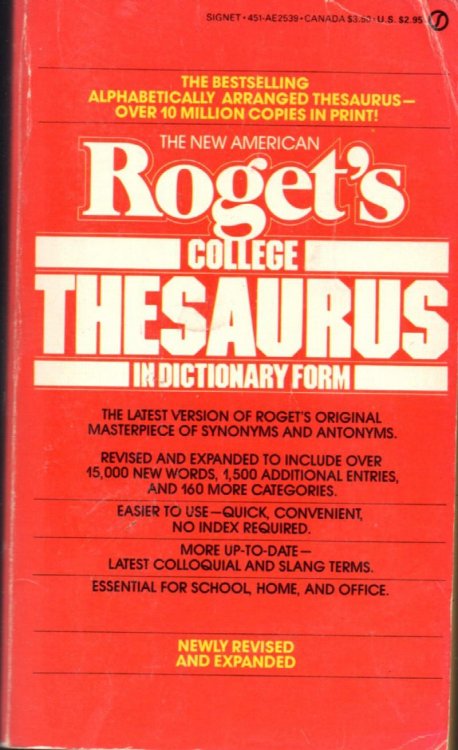 SIGNET • 451-AE2539 • CANADA $3.50 • U.S. $2.95
THE BESTSELLING
ALPHABETICALLY ARRANGED THESAURUS—
OVER 10 MILLION COPIES IN PRINT!
THE NEW AMERICAN
Roget's
COLLEGE
THESAURUS
IN DICTIONARY FORM
THE LATEST VERSION OF ROGET'S ORIGINAL
MASTERPIECE OF SYNONYMS AND ANTONYMS.
REVISED AND EXPANDED TO INCLUDE OVER
15,000 NEW WORDS, 1,500 ADDITIONAL ENTRIES,
AND 160 MORE CATEGORIES.
EASIER TO USE—QUICK, CONVENIENT,
NO INDEX REQUIRED.
MORE UP-TO-DATE—
LATEST COLLOQUIAL AND SLANG TERMS.
ESSENTIAL FOR SCHOOL, HOME, AND OFFICE.
NEWLY REVISED
AND EXPANDED